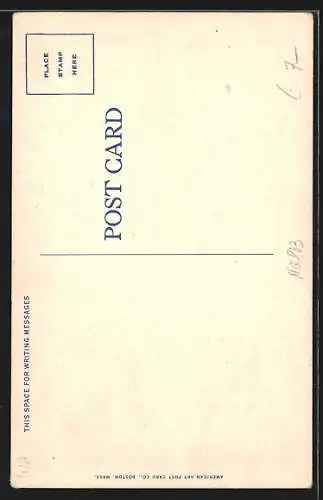 PLACE
STAMP
HERE
POST CARD
THIS SPACE FOR WRITING MESSAGES
AMERICAN ART POST CARD CO., BOSTON, MASS.